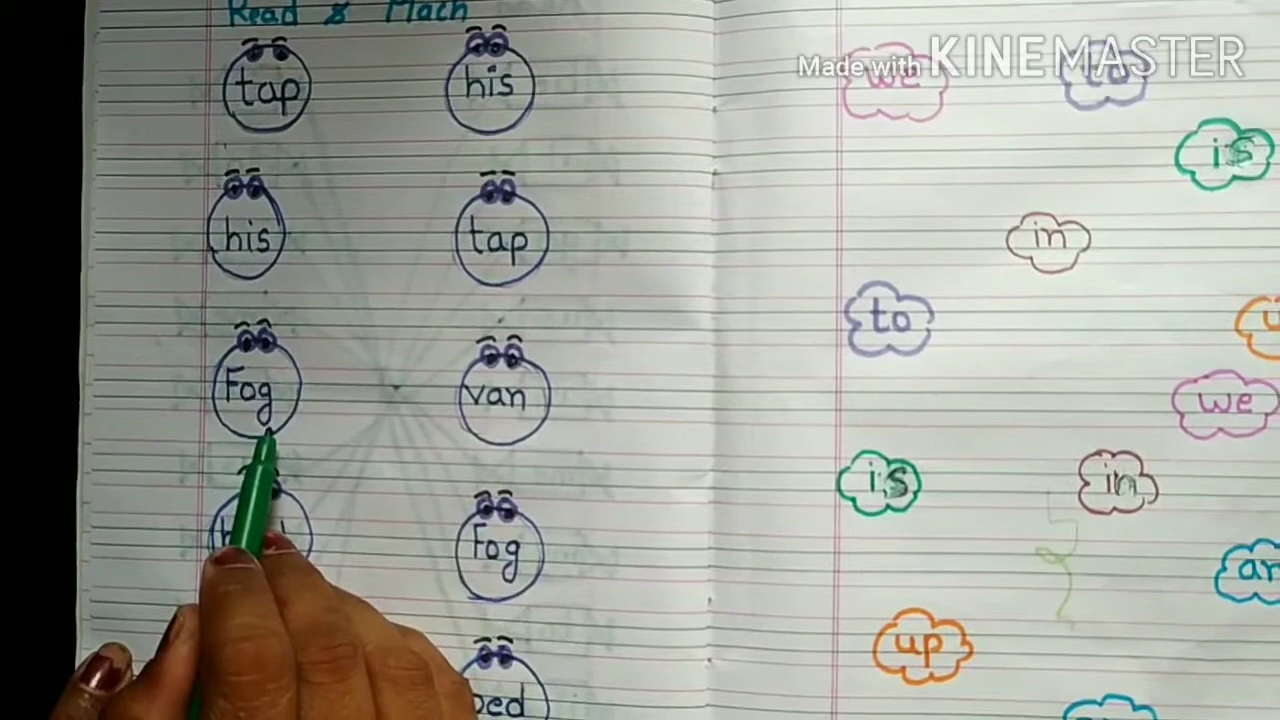 Read & Mach
tap his
his tap
Fog van
Fog
we to
is
in
to
we
is in
up
Made with KINEMASTER